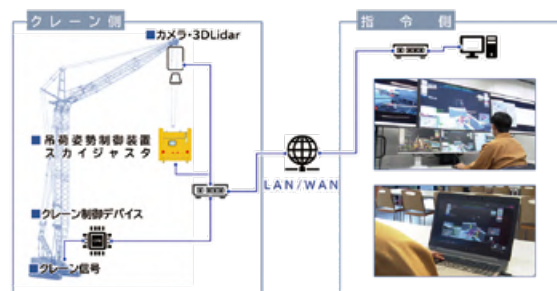 クレーン側
指令側
■カメラ・3DLidar
■吊荷姿勢制御装置
スカイジャスタ
LAN/WAN
■クレーン制御デバイス
■クレーン信号